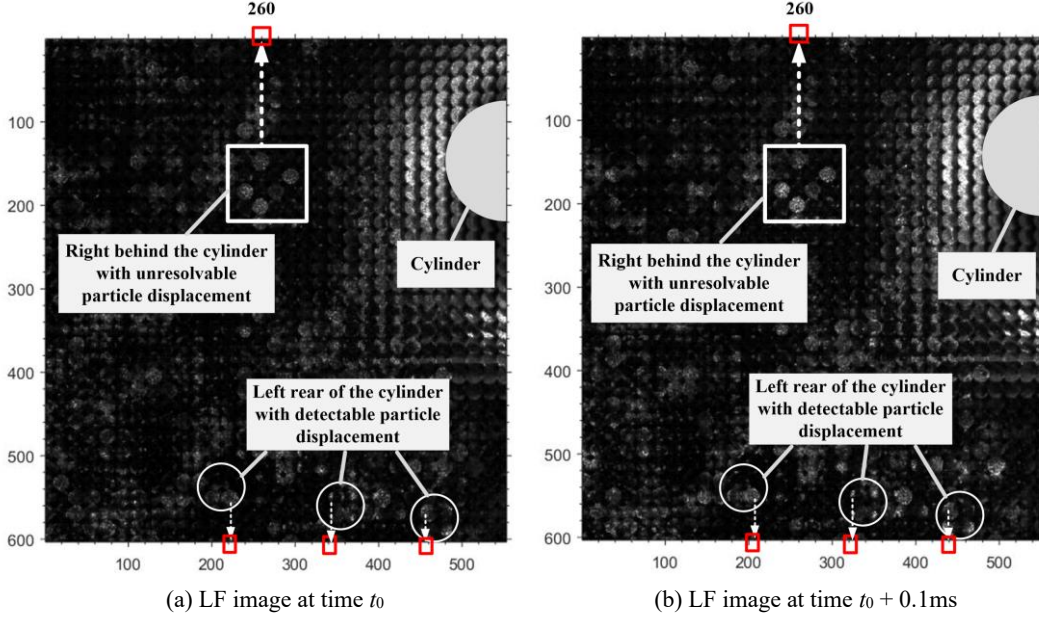 260
260
100
200
300
400
500
600
100
200
300
400
500
Right behind the cylinder
with unresolvable
particle displacement
Cylinder
Left rear of the cylinder
with detectable particle
displacement
(a) LF image at time t0
100
200
300
400
500
600
100
200
300
400
500
Right behind the cylinder
with unresolvable
particle displacement
Cylinder
Left rear of the cylinder
with detectable particle
displacement
(b) LF image at time t0 + 0.1ms